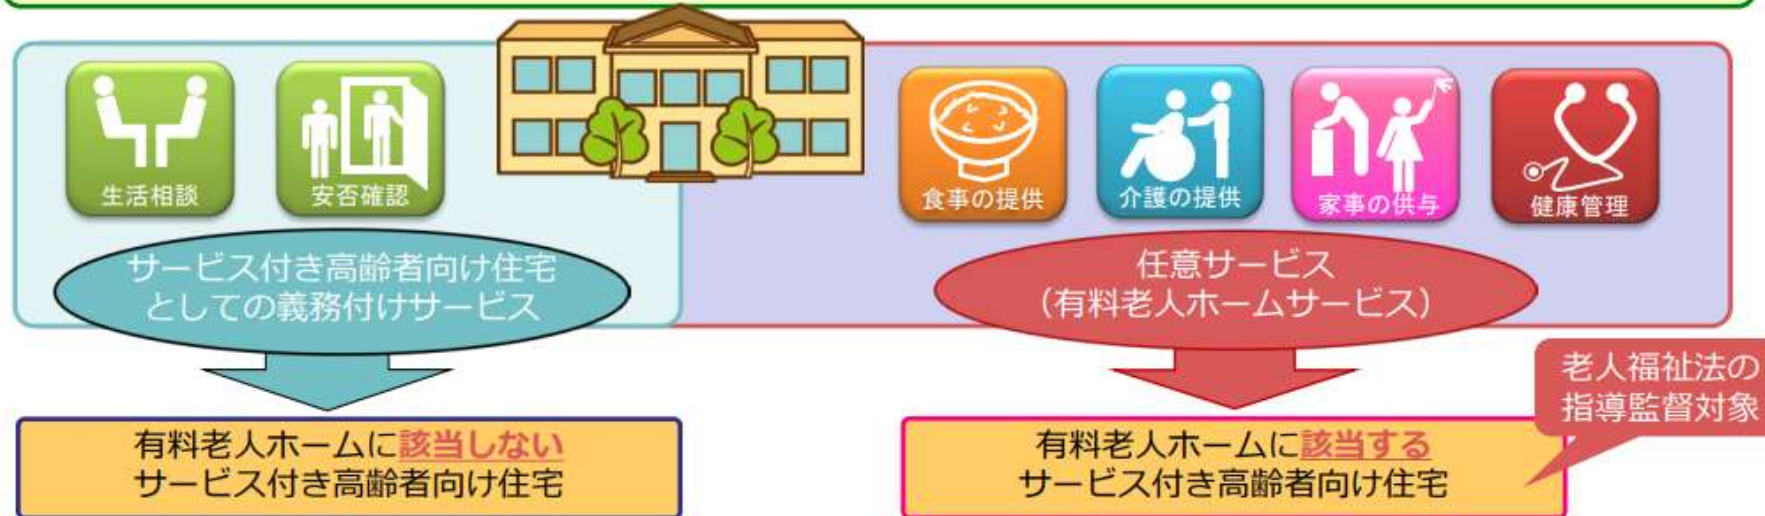 生活相談
安否確認
食事の提供
介護の提供
家事の供与
健康管理
サービス付き高齢者向け住宅
としての義務付けサービス
任意サービス
（有料老人ホームサービス）
老人福祉法の
指導監督対象
有料老人ホームに該当しない
サービス付き高齢者向け住宅
有料老人ホームに該当する
サービス付き高齢者向け住宅